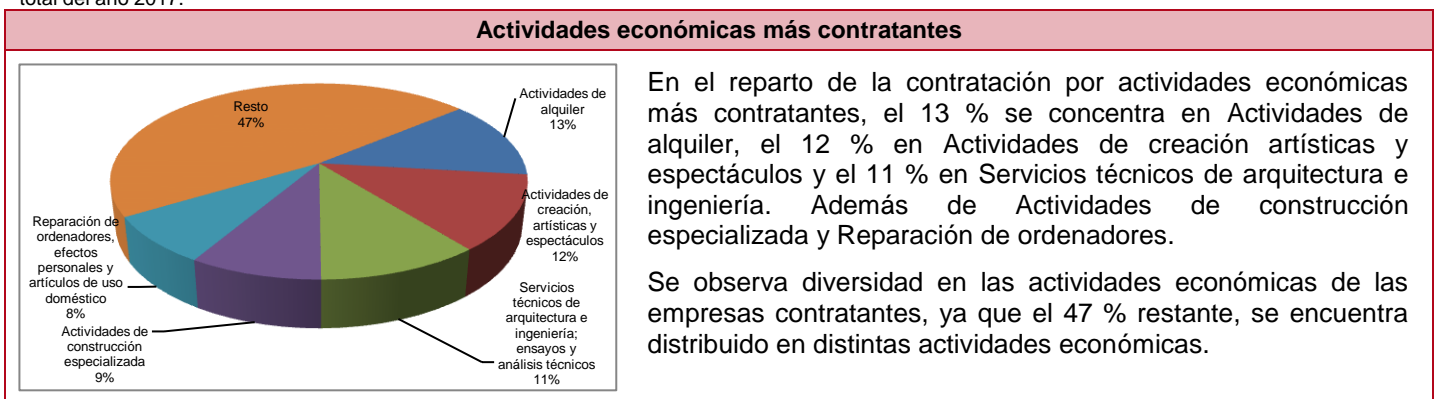 total del año 2017.
Actividades económicas más contratantes
Resto
47%
Actividades de
alquiler
13%
Actividades de
creación,
artísticas y
espectáculos
12%
Servicios
técnicos de
arquitectura e
ingeniería;
ensayos y
análisis técnicos
11%
Actividades de
construcción
especializada
9%
Reparación de
ordenadores,
efectos
personales y
artículos de uso
doméstico
8%
En el reparto de la contratación por actividades económicas
más contratantes, el 13 % se concentra en Actividades de
alquiler, el 12 % en Actividades de creación artísticas y
espectáculos y el 11 % en Servicios técnicos de arquitectura e
ingeniería. Además de Actividades de construcción
especializada y Reparación de ordenadores.
Se observa diversidad en las actividades económicas de las
empresas contratantes, ya que el 47 % restante, se encuentra
distribuido en distintas actividades económicas.